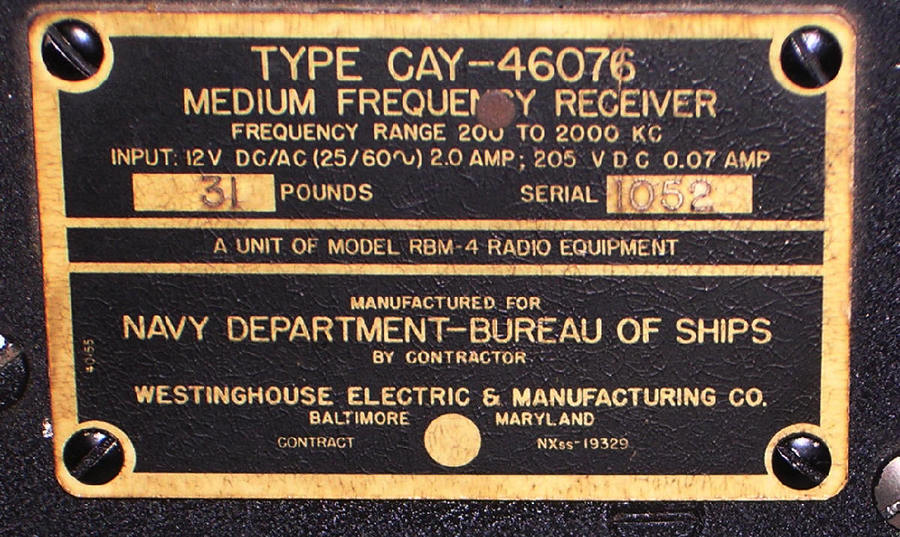 TYPE CAY-46076
MEDIUM FREQUENCY RECEIVER
FREQUENCY RANGE 200 TO 2000 KC
INPUT: 12V DC/AC (25/60∿) 2.0 AMP; 205 V D C 0.07 AMP
31 POUNDS SERIAL 1052
A UNIT OF MODEL RBM-4 RADIO EQUIPMENT
MANUFACTURED FOR
NAVY DEPARTMENT-BUREAU OF SHIPS
BY CONTRACTOR
WESTINGHOUSE ELECTRIC & MANUFACTURING CO.
BALTIMORE MARYLAND
CONTRACT NXss-19329
40/55